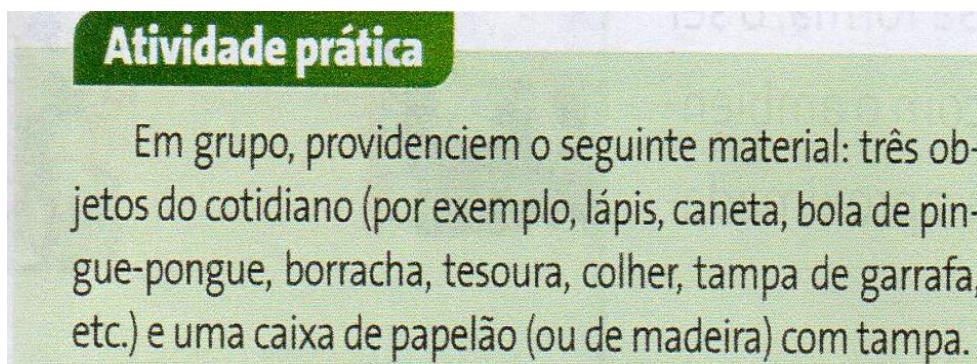 Atividade prática
Em grupo, providenciem o seguinte material: três ob-
jetos do cotidiano (por exemplo, lápis, caneta, bola de pin-
gue-pongue, borracha, tesoura, colher, tampa de garrafa,
etc.) e uma caixa de papelão (ou de madeira) com tampa.